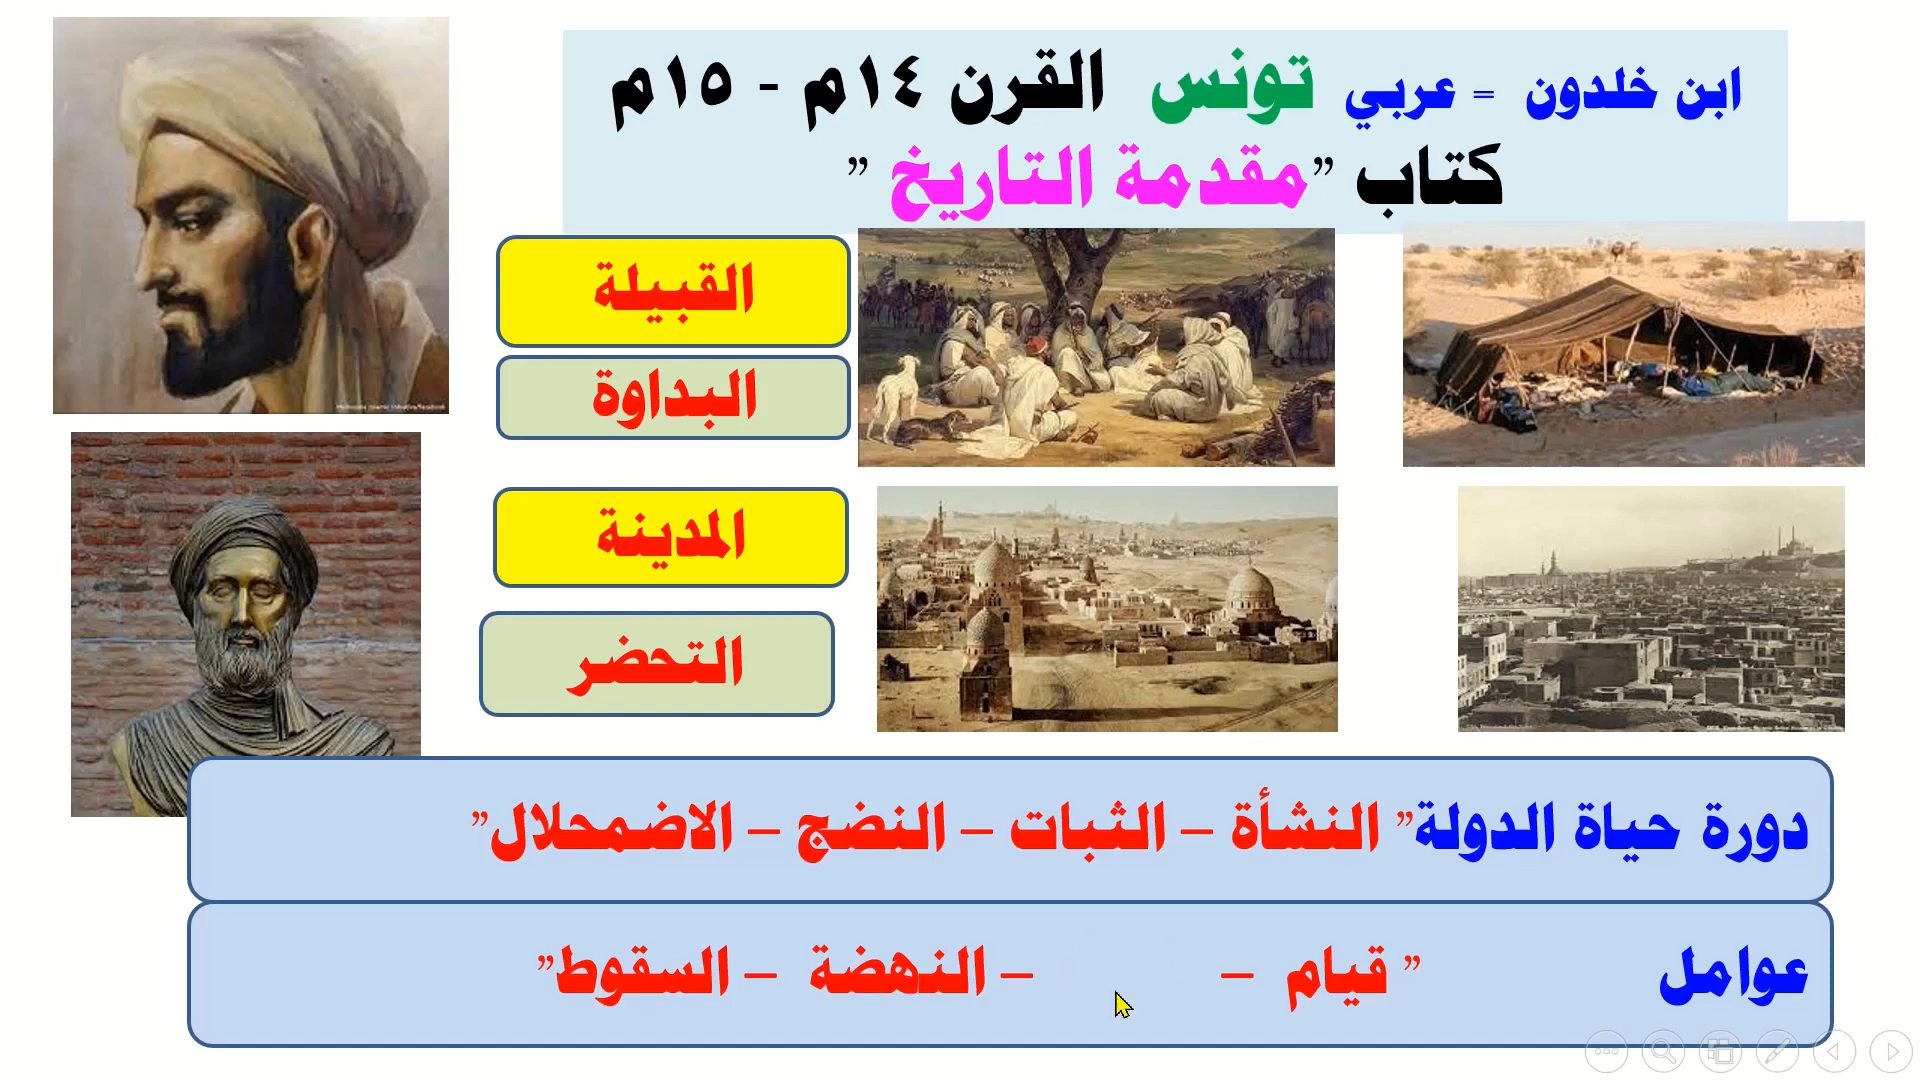 ابن خلدون = عربي تونس القرن ١٤م - ١٥م
كتاب ”مقدمة التاريخ ”
القبيلة
البداوة
المدينة
التحضر
دورة حياة الدولة” النشأة – الثبات – النضج – الاضمحلال”
عوامل ” قيام – – النهضة – السقوط”